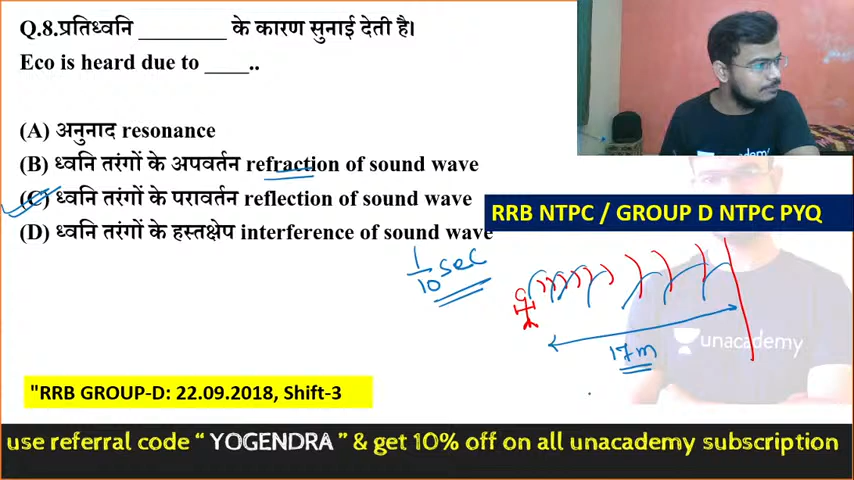 Q.8.प्रतिध्वनि ________ के कारण सुनाई देती है।
Eco is heard due to ____..
(A) अनुनाद resonance
(B) ध्वनि तरंगों के अपवर्तन refraction of sound wave
(C) ध्वनि तरंगों के परावर्तन reflection of sound wave
(D) ध्वनि तरंगों के हस्तक्षेप interference of sound wave
unacademy
RRB NTPC / GROUP D NTPC PYQ
1/10 sec
17m
unacademy
"RRB GROUP-D: 22.09.2018, Shift-3
use referral code “ YOGENDRA ” & get 10% off on all unacademy subscription